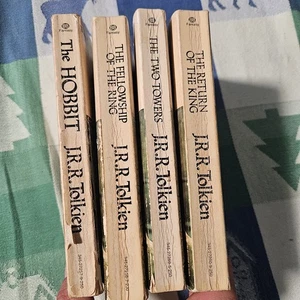 The HOBBIT
J.R.R.Tolkien
THE FELLOWSHIP
OF THE RING
J.R.R.Tolkien
THE TWO TOWERS
J.R.R.Tolkien
THE RETURN
OF THE KING
J.R.R.Tolkien